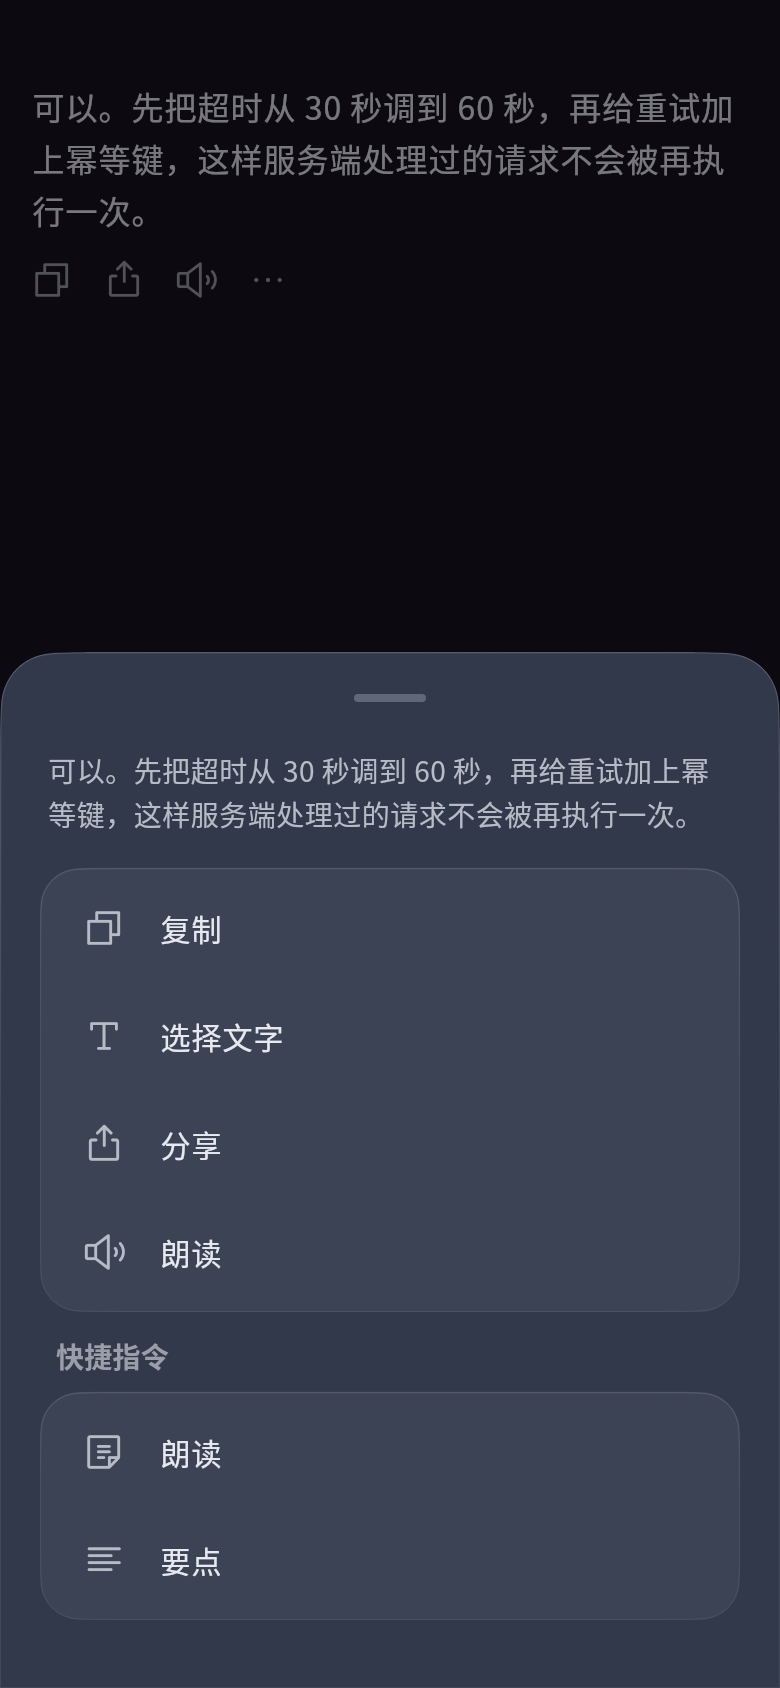 可以。先把超时从 30 秒调到 60 秒，再给重试加
上幂等键，这样服务端处理过的请求不会被再执
行一次。
可以。先把超时从 30 秒调到 60 秒，再给重试加上幂
等键，这样服务端处理过的请求不会被再执行一次。
复制
选择文字
分享
朗读
快捷指令
朗读
要点